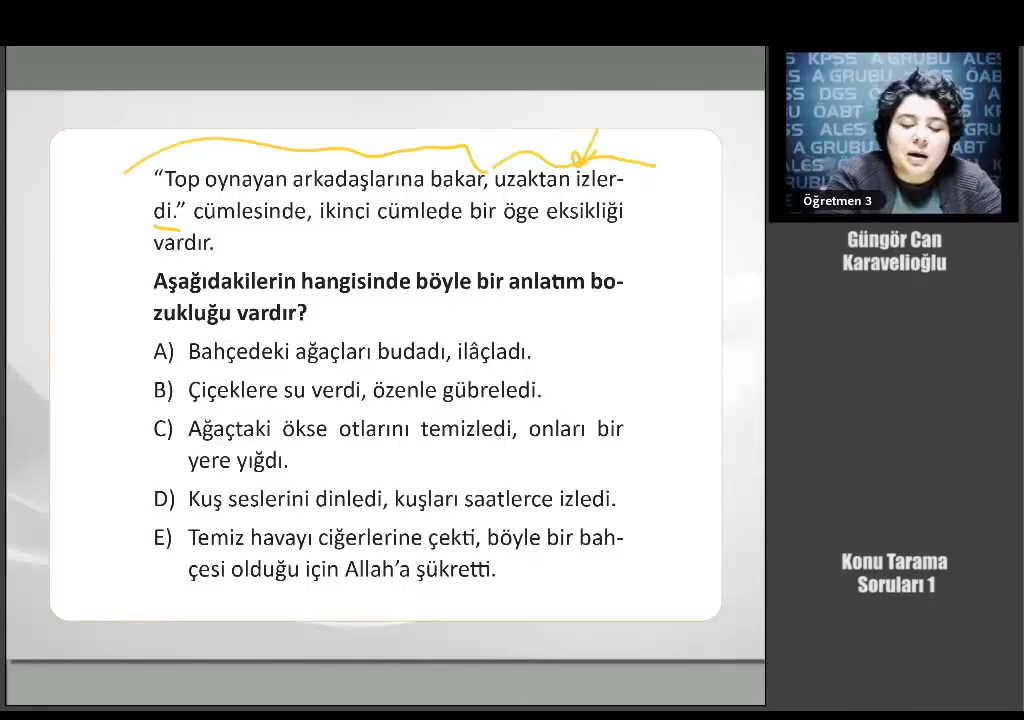 “Top oynayan arkadaşlarına bakar, uzaktan izler-
di.” cümlesinde, ikinci cümlede bir öge eksikliği
vardır.
Aşağıdakilerin hangisinde böyle bir anlatım bo-
zukluğu vardır?
A) Bahçedeki ağaçları budadı, ilâçladı.
B) Çiçeklere su verdi, özenle gübreledi.
C) Ağaçtaki ökse otlarını temizledi, onları bir
yere yığdı.
D) Kuş seslerini dinledi, kuşları saatlerce izledi.
E) Temiz havayı ciğerlerine çekti, böyle bir bah-
çesi olduğu için Allah’a şükretti.
KPSS A GRUBU ALES
A GRUBU ÖAB
DGS
ÖABT
ALES GRU
ABT
ALES
Öğretmen 3
Güngör Can
Karavelioğlu
Konu Tarama
Soruları 1